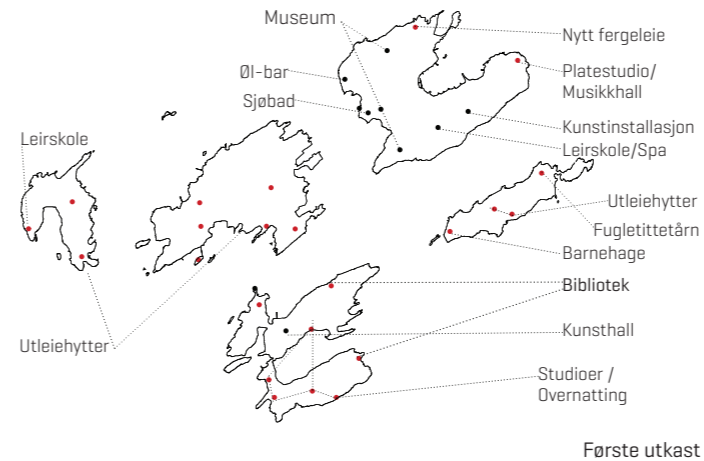 Museum
Nytt fergeleie
Øl-bar
Platestudio/
Musikkhall
Sjøbad
Kunstinstallasjon
Leirskole
Leirskole/Spa
Utleiehytter
Fugletittetårn
Barnehage
Bibliotek
Kunsthall
Utleiehytter
Studioer /
Overnatting
Første utkast